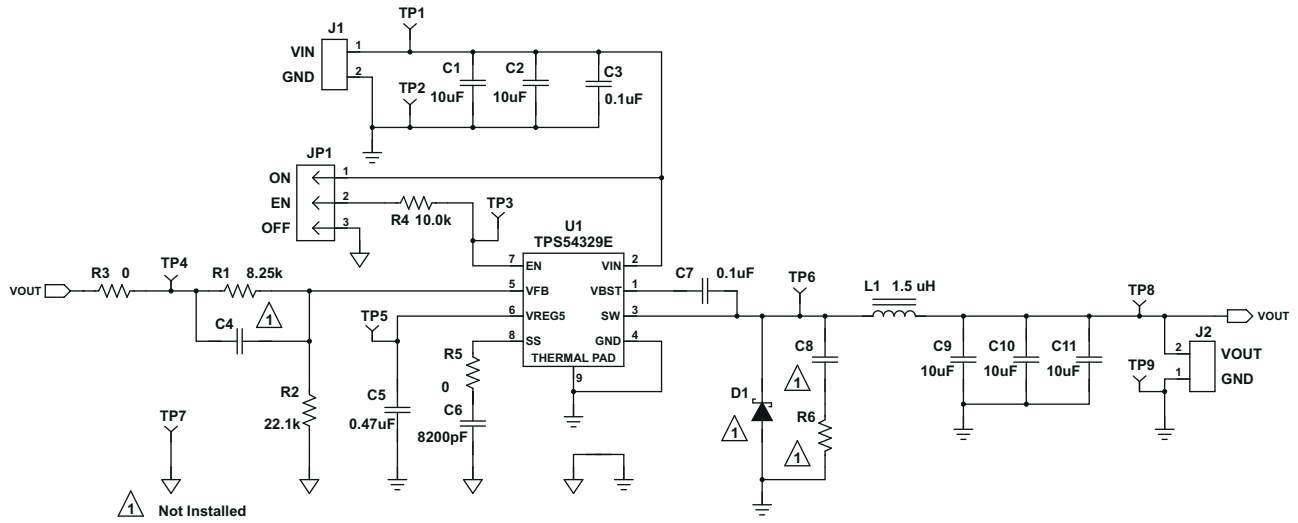 J1
TP1
VIN
1
GND
2
TP2
C1
10uF
C2
10uF
C3
0.1uF
JP1
ON
1
EN
2
OFF
3
R4 10.0k
TP3
U1
TPS54329E
7
EN
VIN
2
5
VFB
VBST
1
6
VREG5
SW
3
8
SS
GND
4
THERMAL PAD
9
VOUT
R3 0
TP4
R1 8.25k
1
C4
R2
22.1k
TP5
C5
0.47uF
R5
0
C6
8200pF
C7
0.1uF
TP6
L1 1.5 uH
D1
1
C8
1
R6
1
C9
10uF
C10
10uF
C11
10uF
TP8
VOUT
J2
2
VOUT
1
GND
TP9
TP7
1
Not Installed